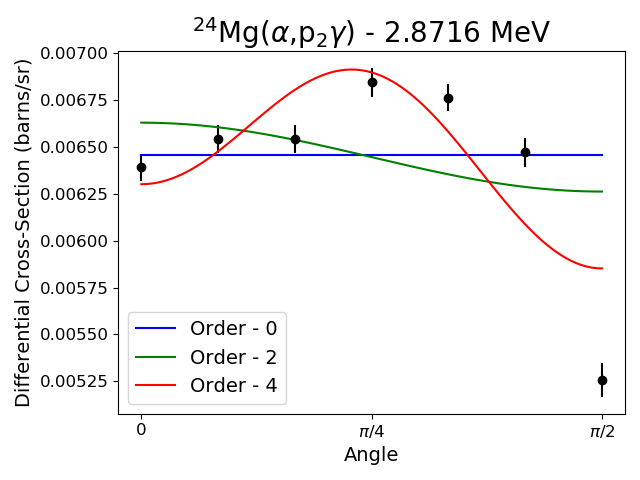 ²⁴Mg(α,p₂γ) - 2.8716 MeV
Differential Cross-Section (barns/sr)
0.00700
0.00675
0.00650
0.00625
0.00600
0.00575
0.00550
0.00525
Order - 0
Order - 2
Order - 4
0 π/4 π/2
Angle